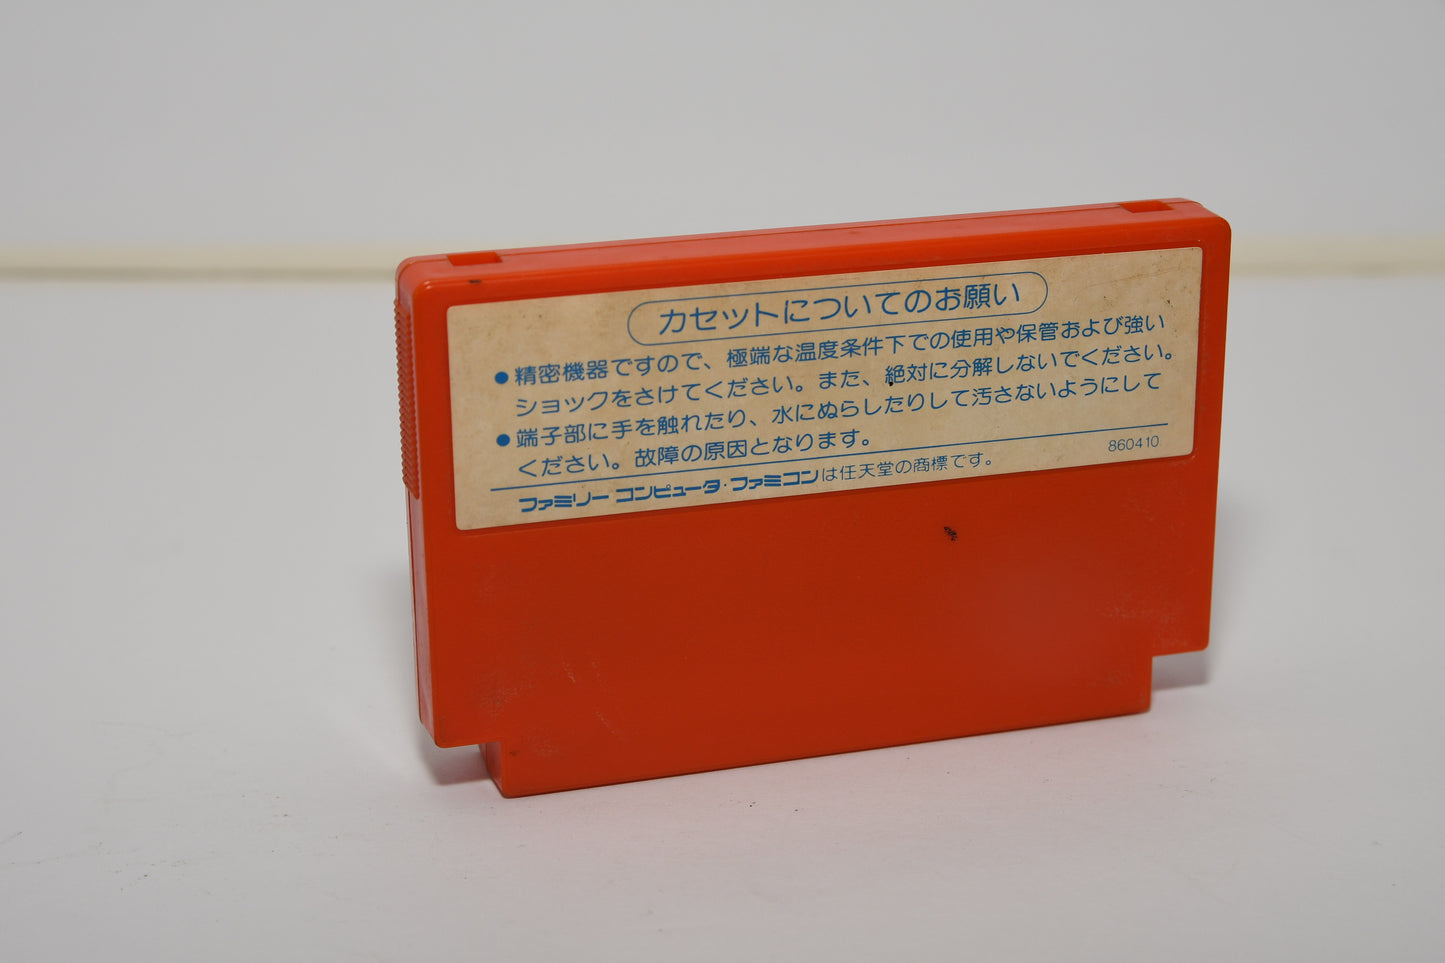 カセットについてのお願い
●精密機器ですので、極端な温度条件下での使用や保管および強い
ショックをさけてください。また、絶対に分解しないでください。
●端子部に手を触れたり、水にぬらしたりして汚さないようにして
ください。故障の原因となります。
860410
ファミリーコンピュータ・ファミコンは任天堂の商標です。